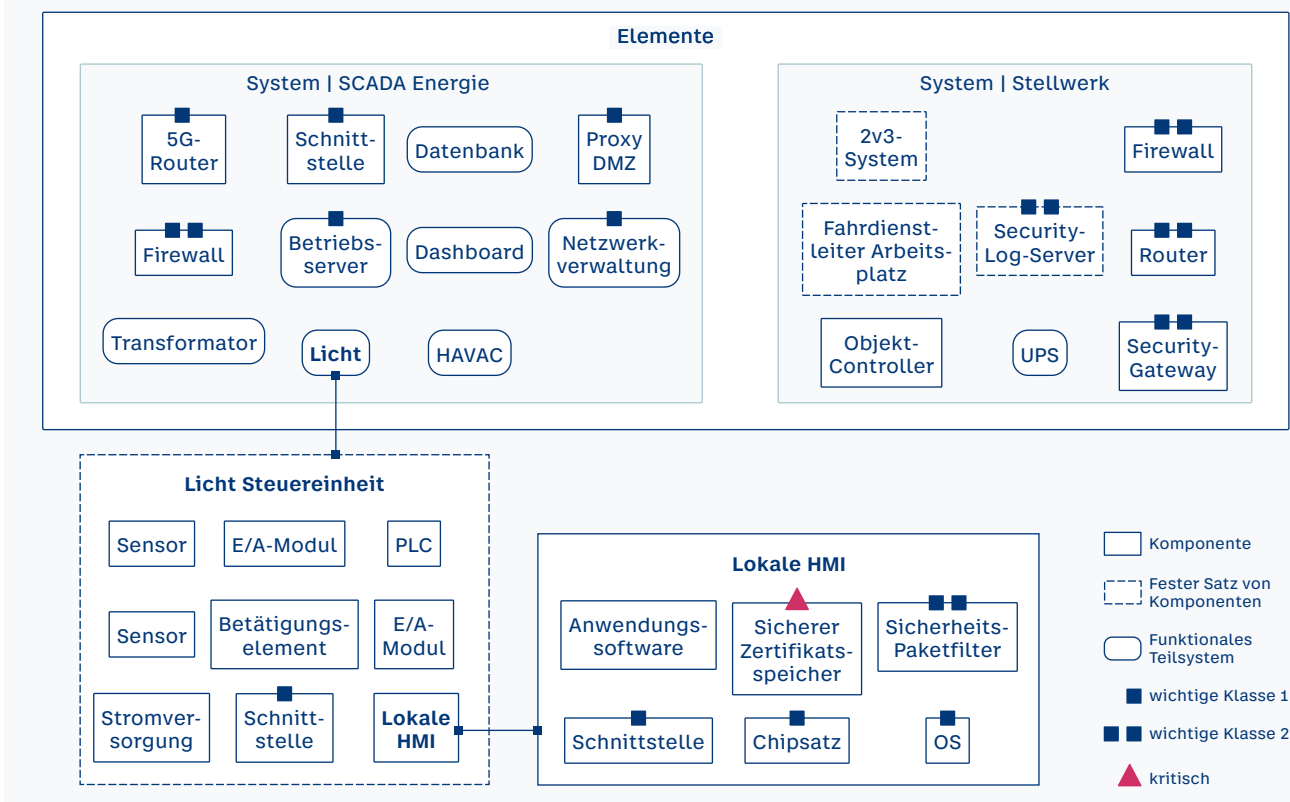 Elemente
System | SCADA Energie
5G-
Router
Schnitt-
stelle
Datenbank
Proxy
DMZ
Firewall
Betriebs-
server
Dashboard
Netzwerk-
verwaltung
Transformator
Licht
HAVAC
System | Stellwerk
2v3-
System
Firewall
Fahrdienst-
leiter Arbeits-
platz
Security-
Log-Server
Router
Objekt-
Controller
UPS
Security-
Gateway
Licht Steuereinheit
Sensor
E/A-Modul
PLC
Sensor
Betätigungs-
element
E/A-
Modul
Stromver-
sorgung
Schnitt-
stelle
Lokale
HMI
Lokale HMI
Anwendungs-
software
Sicherer
Zertifikats-
speicher
Sicherheits-
Paketfilter
Schnittstelle
Chipsatz
OS
Komponente
Fester Satz von
Komponenten
Funktionales
Teilsystem
wichtige Klasse 1
wichtige Klasse 2
kritisch